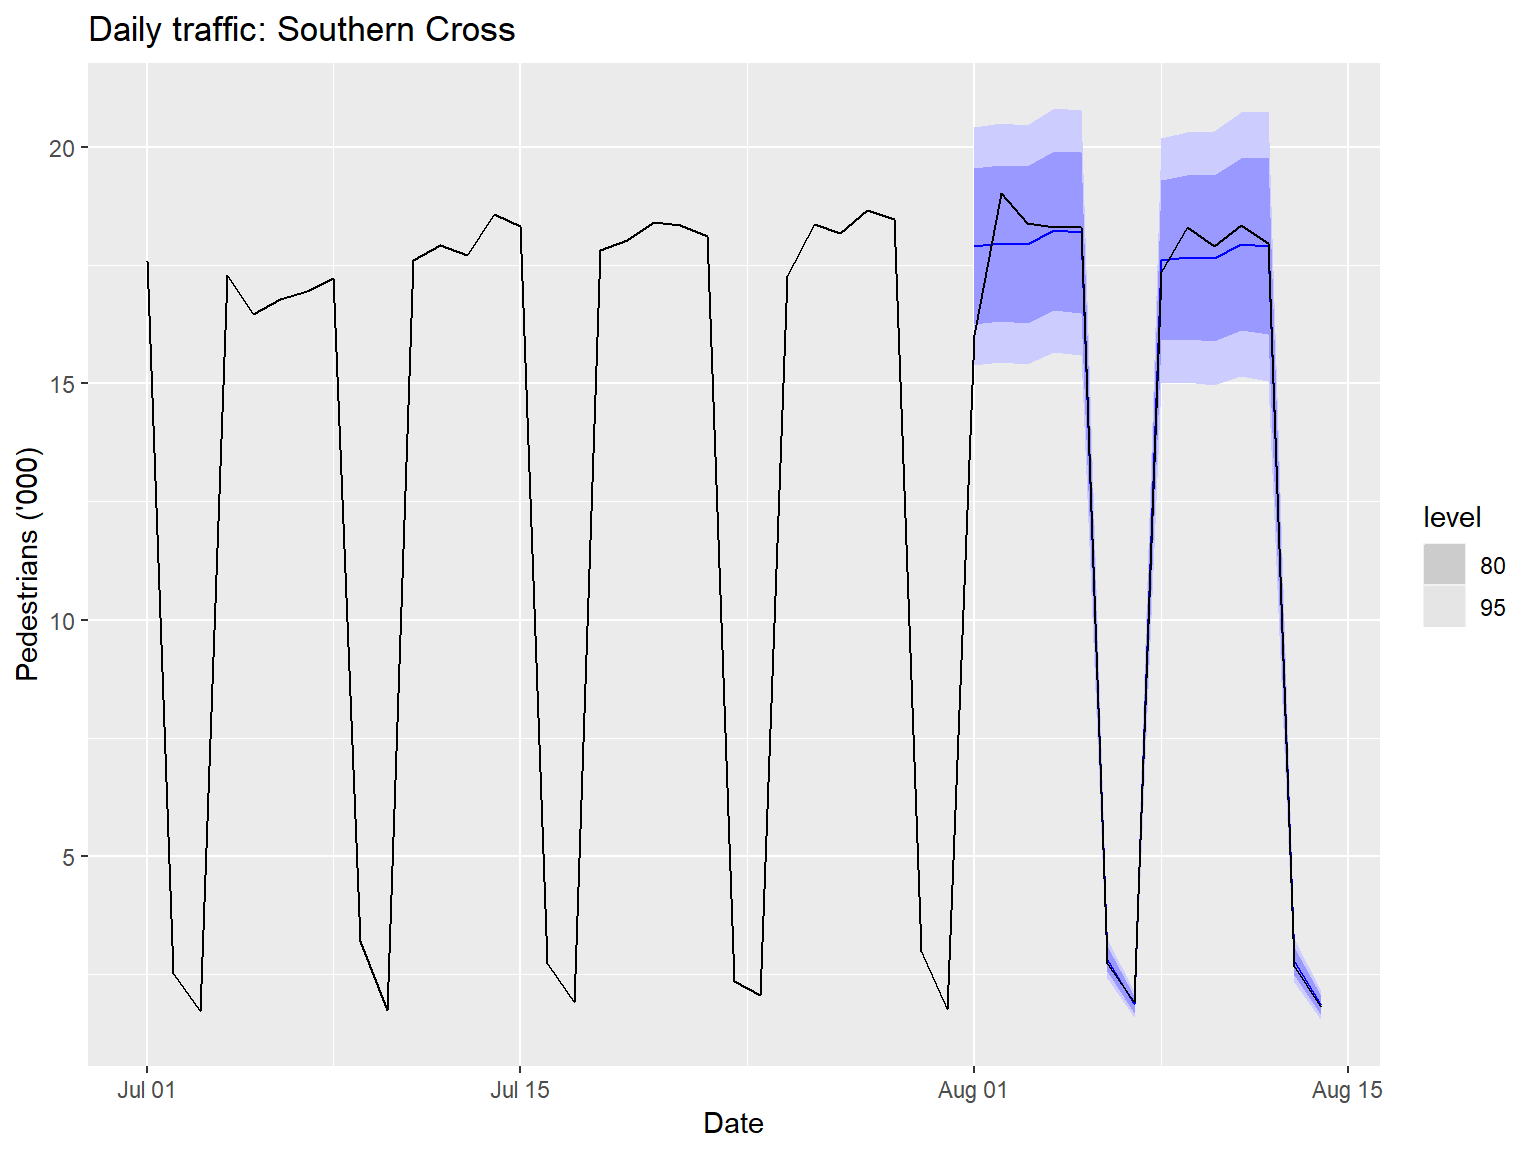 Daily traffic: Southern Cross
Pedestrians ('000)
20
15
10
5
Jul 01
Jul 15
Aug 01
Aug 15
Date
level
80
95